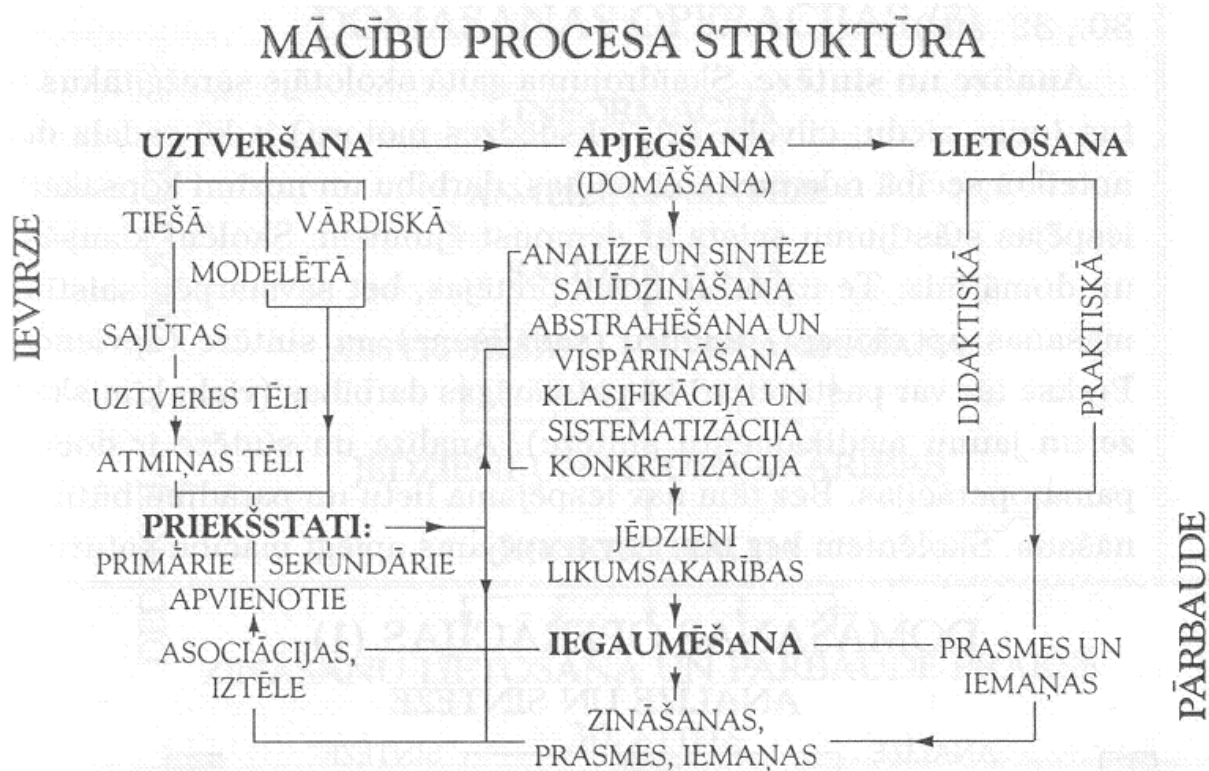 MĀCĪBU PROCESA STRUKTŪRA
UZTVERŠANA
APJĒGŠANA
LIETOŠANA
(DOMĀŠANA)
IEVIRZE
TIEŠĀ
VĀRDISKĀ
MODELĒTĀ
SAJŪTAS
UZTVERES TĒLI
ATMIŅAS TĒLI
PRIEKŠSTATI:
PRIMĀRIE SEKUNDĀRIE
APVIENOTIE
ASOCIĀCIJAS,
IZTĒLE
ANALĪZE UN SINTĒZE
SALĪDZINĀŠANA
ABSTRAHĒŠANA UN
VISPĀRINĀŠANA
KLASIFIKĀCIJA UN
SISTEMATIZĀCIJA
KONKRETIZĀCIJA
JĒDZIENI
LIKUMSAKARĪBAS
IEGAUMĒŠANA
ZINĀŠANAS,
PRASMES, IEMAŅAS
DIDAKTISKĀ
PRAKTISKĀ
PRASMES UN
IEMAŅAS
PĀRBAUDE